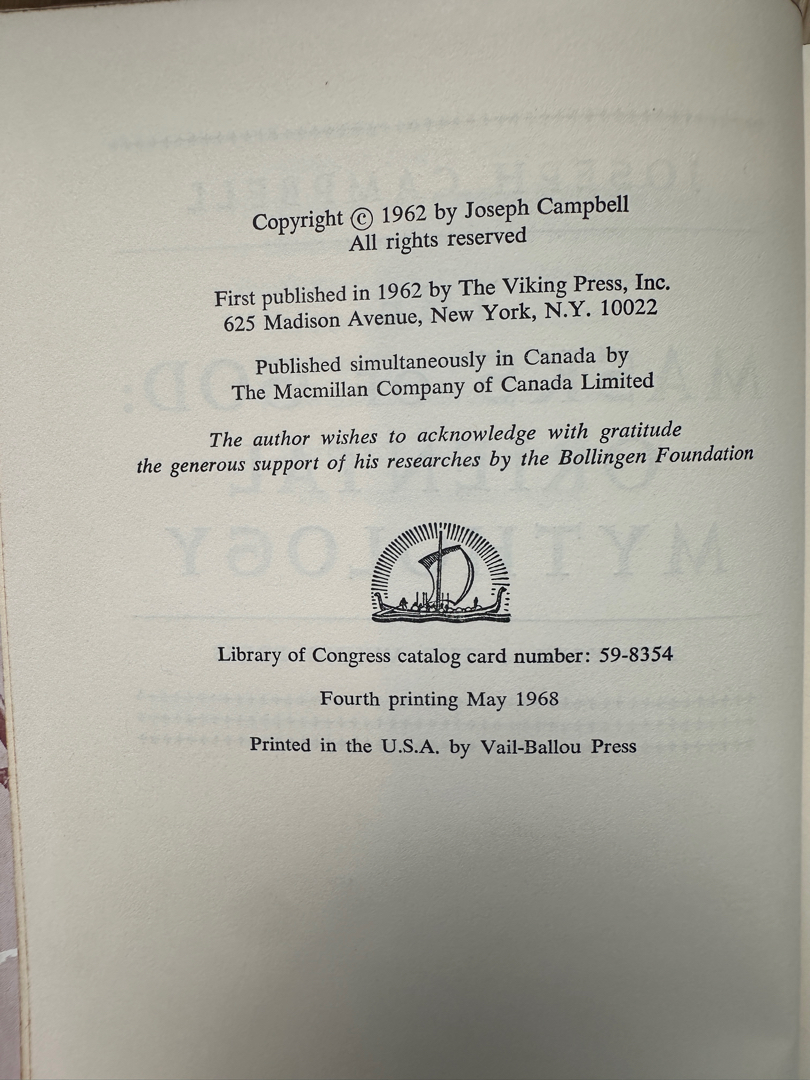 Copyright © 1962 by Joseph Campbell
All rights reserved
First published in 1962 by The Viking Press, Inc.
625 Madison Avenue, New York, N.Y. 10022
Published simultaneously in Canada by
The Macmillan Company of Canada Limited
The author wishes to acknowledge with gratitude
the generous support of his researches by the Bollingen Foundation
Library of Congress catalog card number: 59-8354
Fourth printing May 1968
Printed in the U.S.A. by Vail-Ballou Press